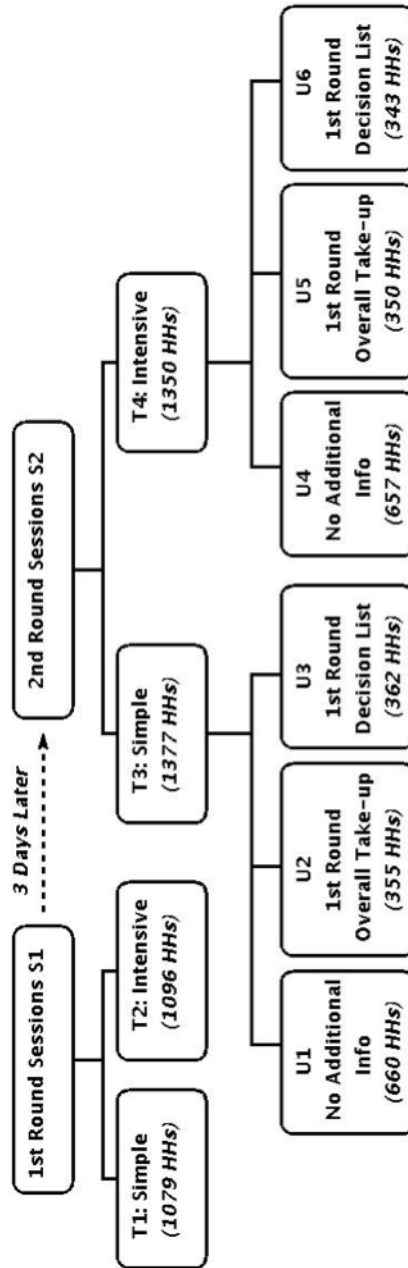 1st Round Sessions S1
3 Days Later
2nd Round Sessions S2
T1: Simple
(1079 HHs)
T2: Intensive
(1096 HHs)
T3: Simple
(1377 HHs)
T4: Intensive
(1350 HHs)
U1
No Additional
Info
(660 HHs)
U2
1st Round
Overall Take-up
(355 HHs)
U3
1st Round
Decision List
(362 HHs)
U4
No Additional
Info
(657 HHs)
U5
1st Round
Overall Take-up
(350 HHs)
U6
1st Round
Decision List
(343 HHs)